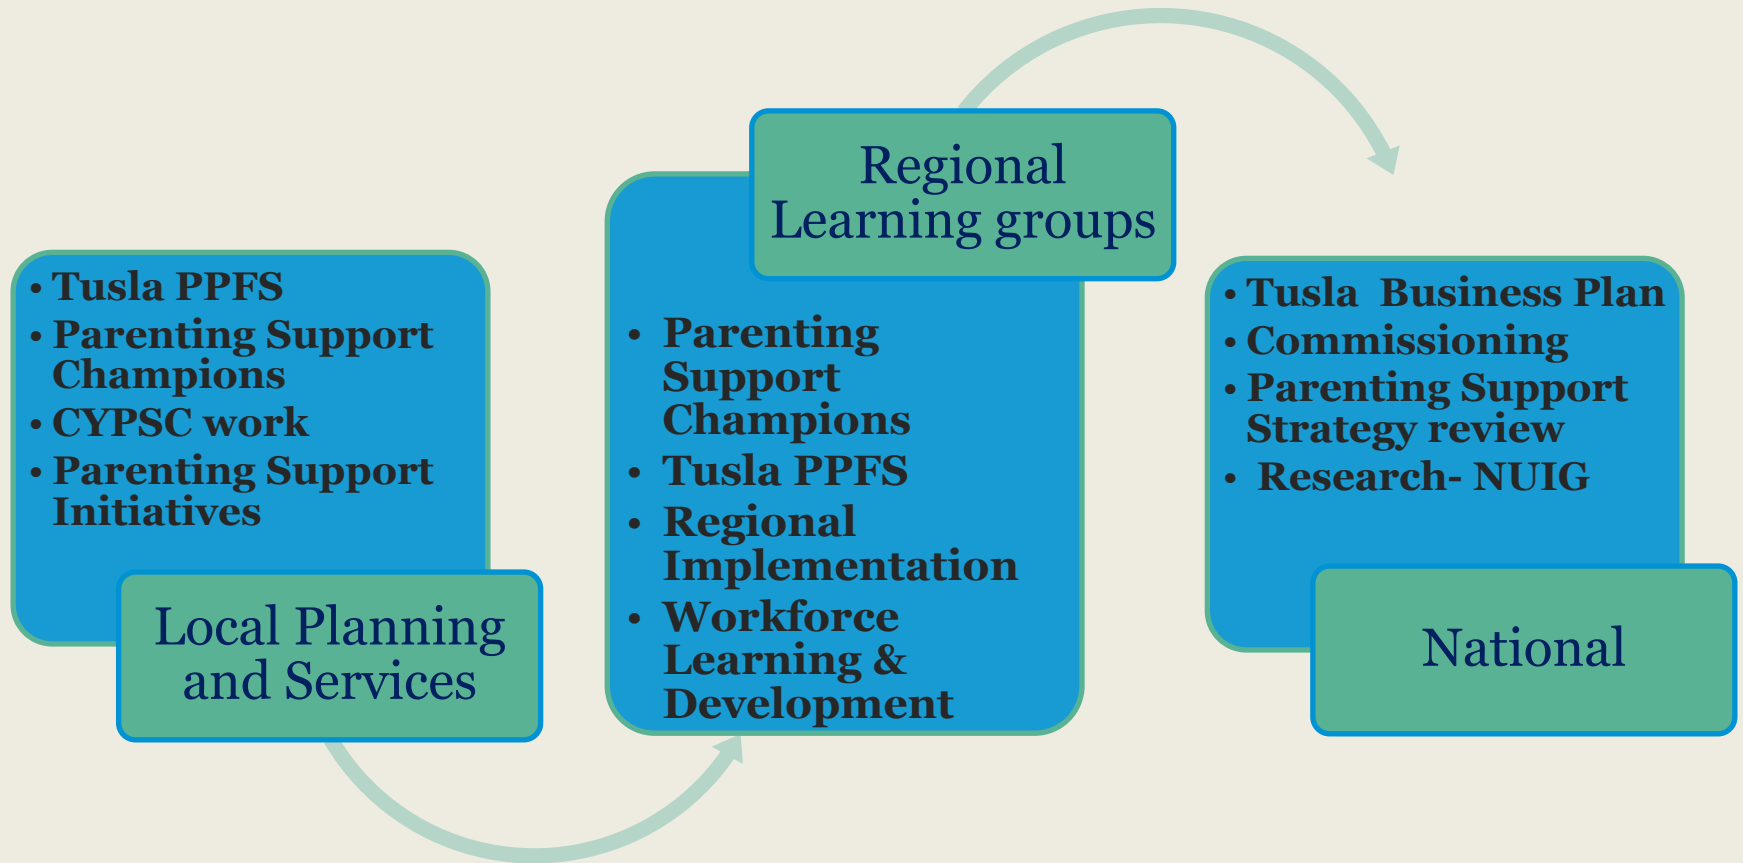 • Tusla PPFS
• Parenting Support
Champions
• CYPSC work
• Parenting Support
Initiatives
Local Planning
and Services
Regional
Learning groups
• Parenting
Support
Champions
• Tusla PPFS
• Regional
Implementation
• Workforce
Learning &
Development
• Tusla  Business Plan
• Commissioning
• Parenting Support
Strategy review
• Research- NUIG
National